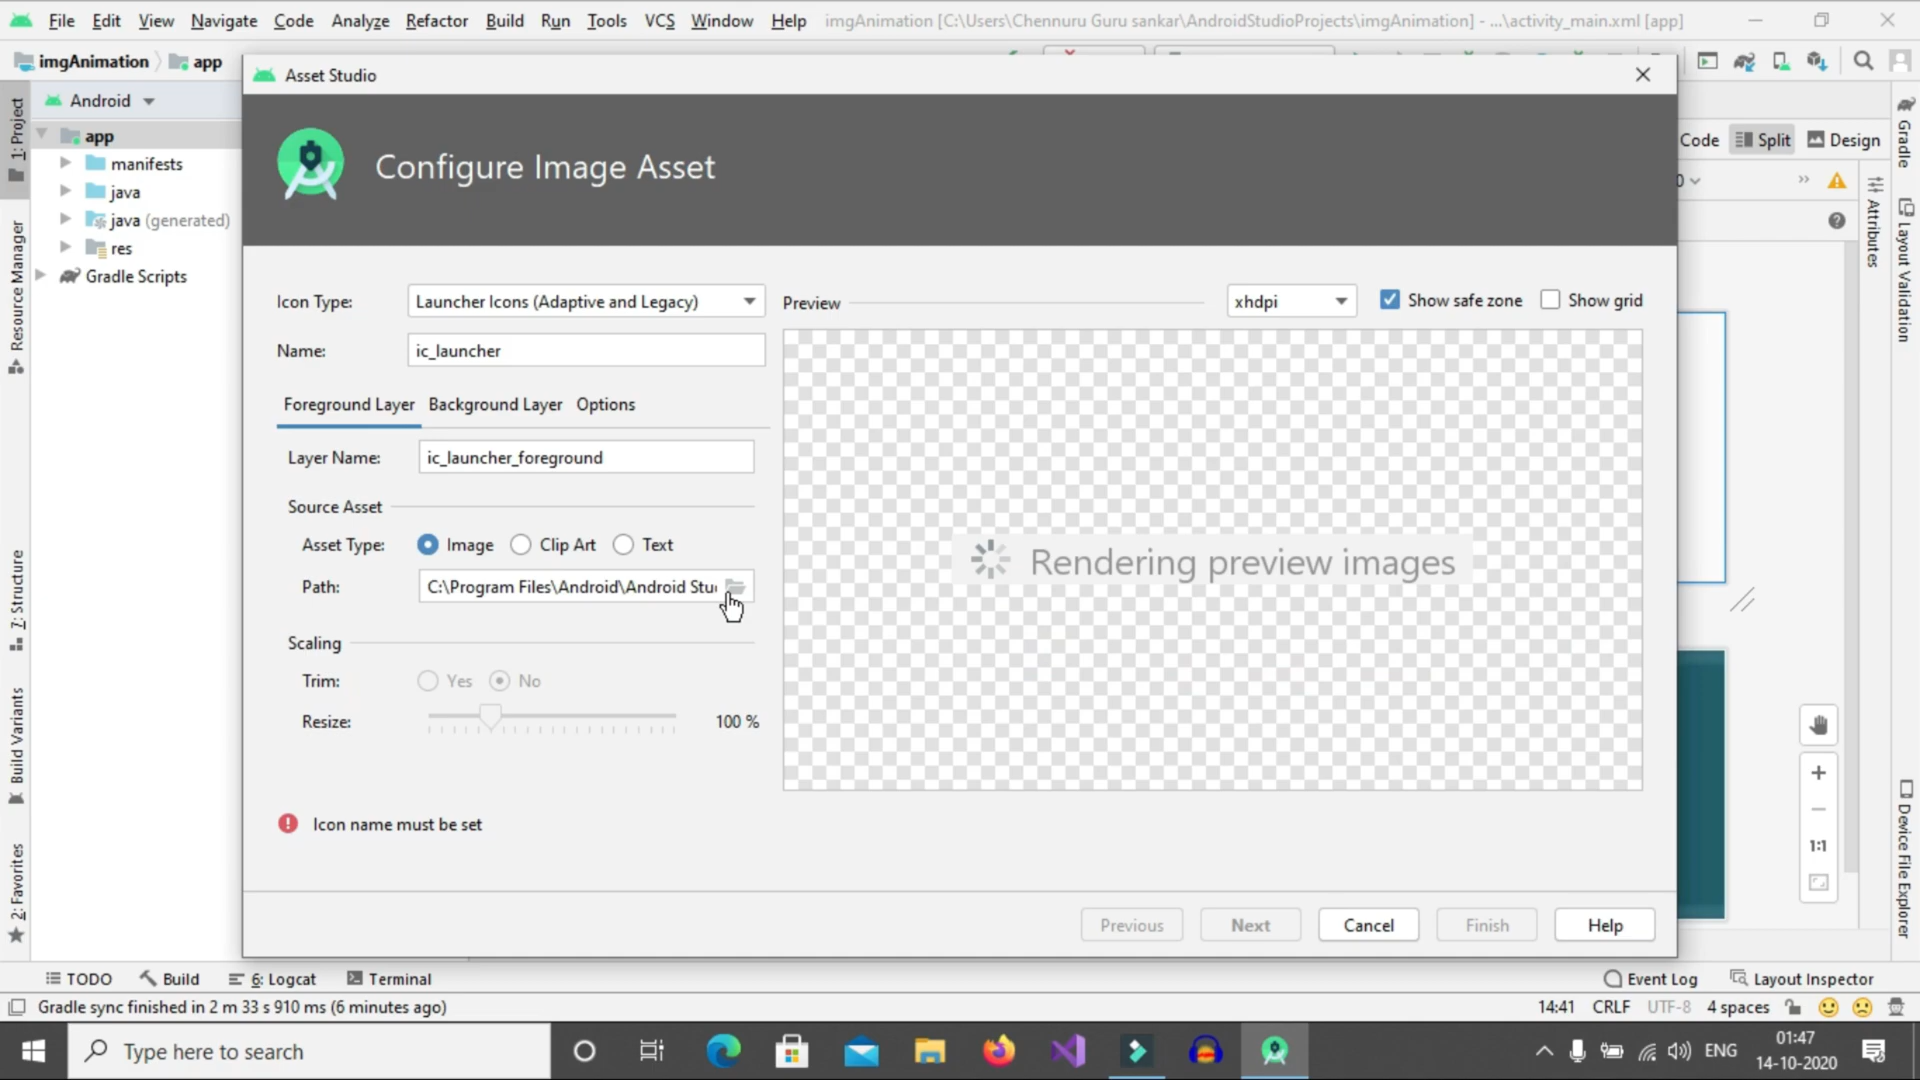 File Edit View Navigate Code Analyze Refactor Build Run Tools VCS Window Help imgAnimation [C:\Users\Chennuru Guru sankar\AndroidStudioProjects\imgAnimation] - ...\activity_main.xml [app]
imgAnimation app
Asset Studio
Android
1: Project
app
manifests
java
java (generated)
res
Gradle Scripts
Resource Manager
7: Structure
Build Variants
2: Favorites
Configure Image Asset
Code Split Design
Gradle
Attributes
Layout Validation
Device File Explorer
Icon Type: Launcher Icons (Adaptive and Legacy) Preview xhdpi Show safe zone Show grid
Name: ic_launcher
Foreground Layer Background Layer Options
Layer Name: ic_launcher_foreground
Source Asset
Asset Type: Image Clip Art Text
Rendering preview images
Path: C:\Program Files\Android\Android Stu
Scaling
Trim: Yes No
Resize: 100 %
1:1
Icon name must be set
Previous Next Cancel Finish Help
TODO Build 6: Logcat Terminal Event Log Layout Inspector
Gradle sync finished in 2 m 33 s 910 ms (6 minutes ago) 14:41 CRLF UTF-8 4 spaces
Type here to search ENG 01:47
14-10-2020